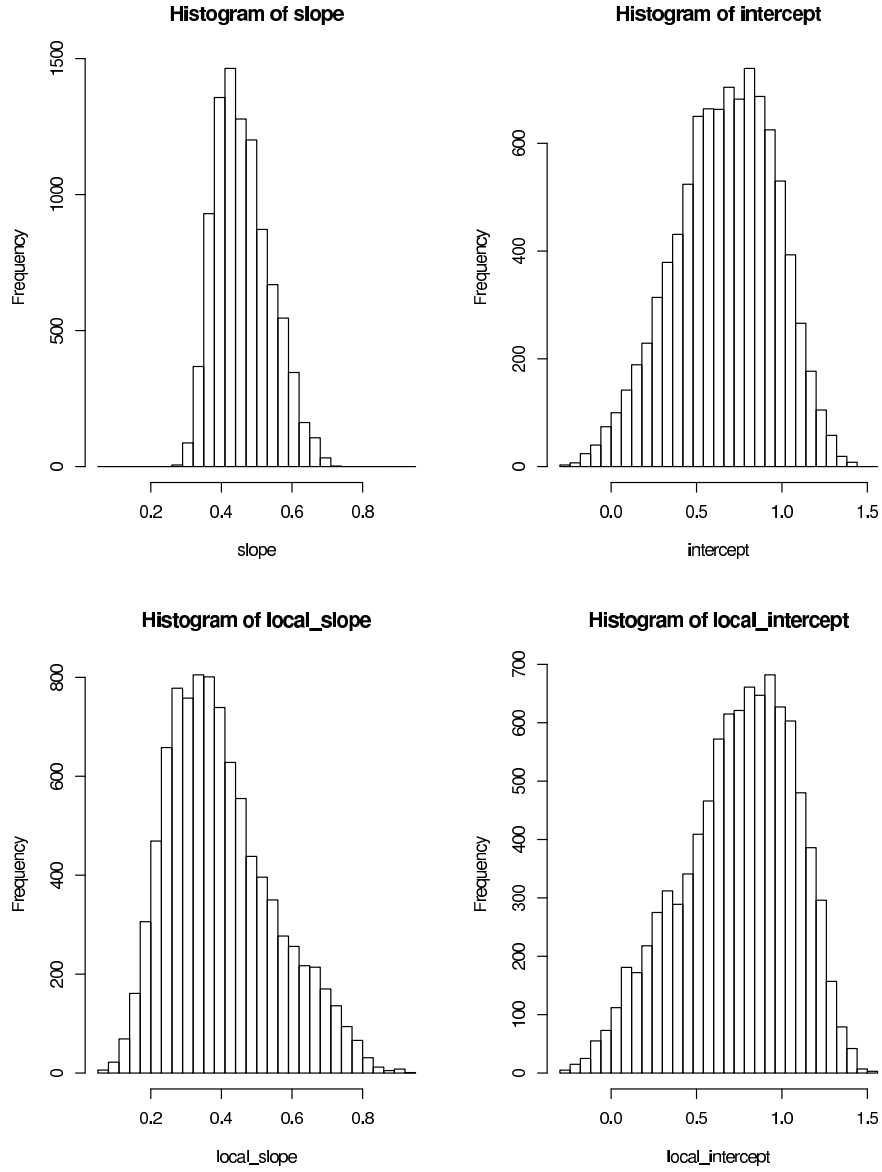 Histogram of slope
Frequency
0
500
1000
1500
0.2 0.4 0.6 0.8
slope
Histogram of intercept
Frequency
0
200
400
600
0.0 0.5 1.0 1.5
intercept
Histogram of local_slope
Frequency
0
200
400
600
800
0.2 0.4 0.6 0.8
local_slope
Histogram of local_intercept
Frequency
0
100
200
300
400
500
600
700
0.0 0.5 1.0 1.5
local_intercept